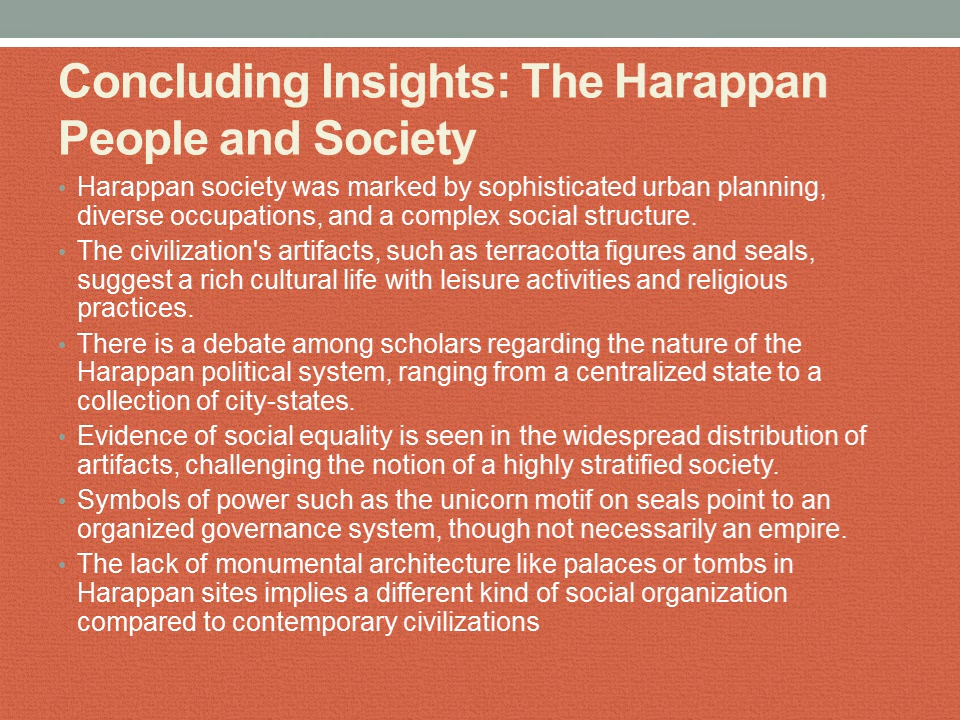 Concluding Insights: The Harappan
People and Society
• Harappan society was marked by sophisticated urban planning,
diverse occupations, and a complex social structure.
• The civilization's artifacts, such as terracotta figures and seals,
suggest a rich cultural life with leisure activities and religious
practices.
• There is a debate among scholars regarding the nature of the
Harappan political system, ranging from a centralized state to a
collection of city-states.
• Evidence of social equality is seen in the widespread distribution of
artifacts, challenging the notion of a highly stratified society.
• Symbols of power such as the unicorn motif on seals point to an
organized governance system, though not necessarily an empire.
• The lack of monumental architecture like palaces or tombs in
Harappan sites implies a different kind of social organization
compared to contemporary civilizations